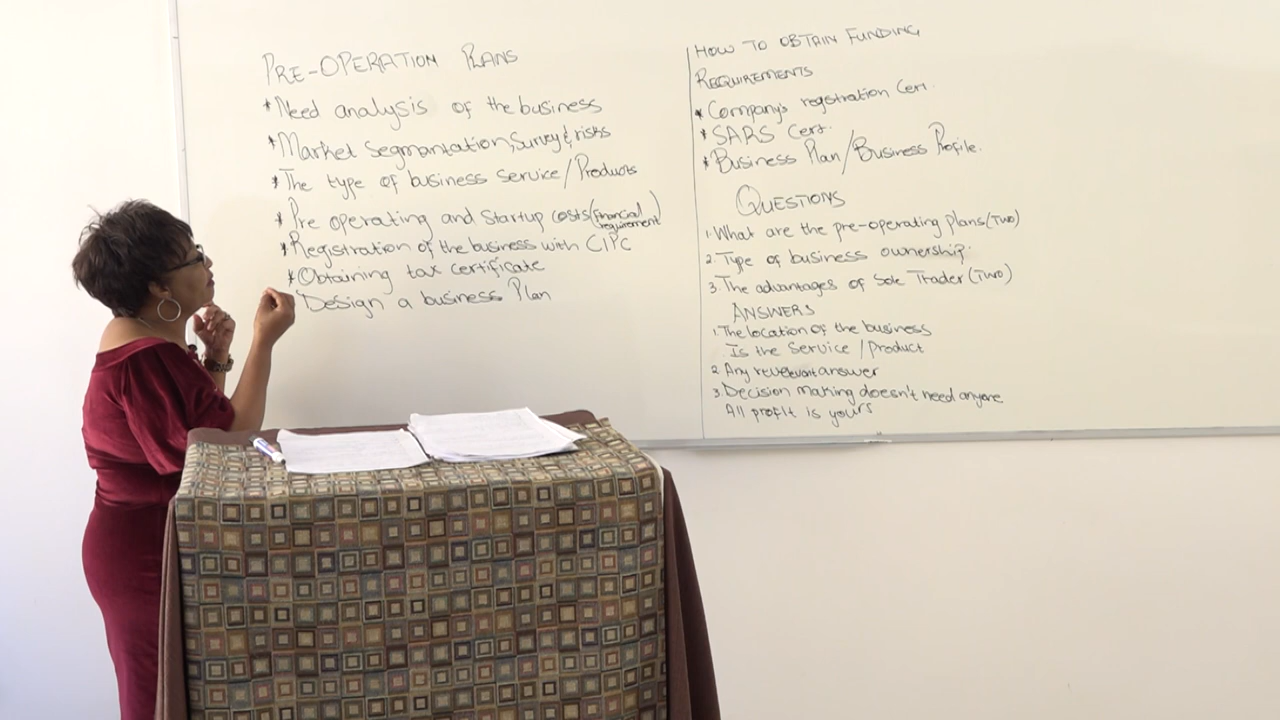 PRE-OPERATION PLANS
* Need analysis of the business
* Market Segmantation, Survey & risks
* The type of business service/Products
* Pre operating and Startup costs (Financial requirement)
* Registration of the business with CIPC
* Obtaining tax certificate
Design a business Plan
HOW TO OBTAIN FUNDING
REQUIREMENTS
* Company's registration Cert.
* SARS Cert.
* Business Plan/Business Profile.
QUESTIONS
1. What are the pre-operating plans (Two)
2. Type of business ownership.
3. The advantages of Sole Trader (Two)
ANSWERS
1. The location of the business
Is the Service/Product
2. Any answer
3. Decision making doesn't need anyone
All profit is yours